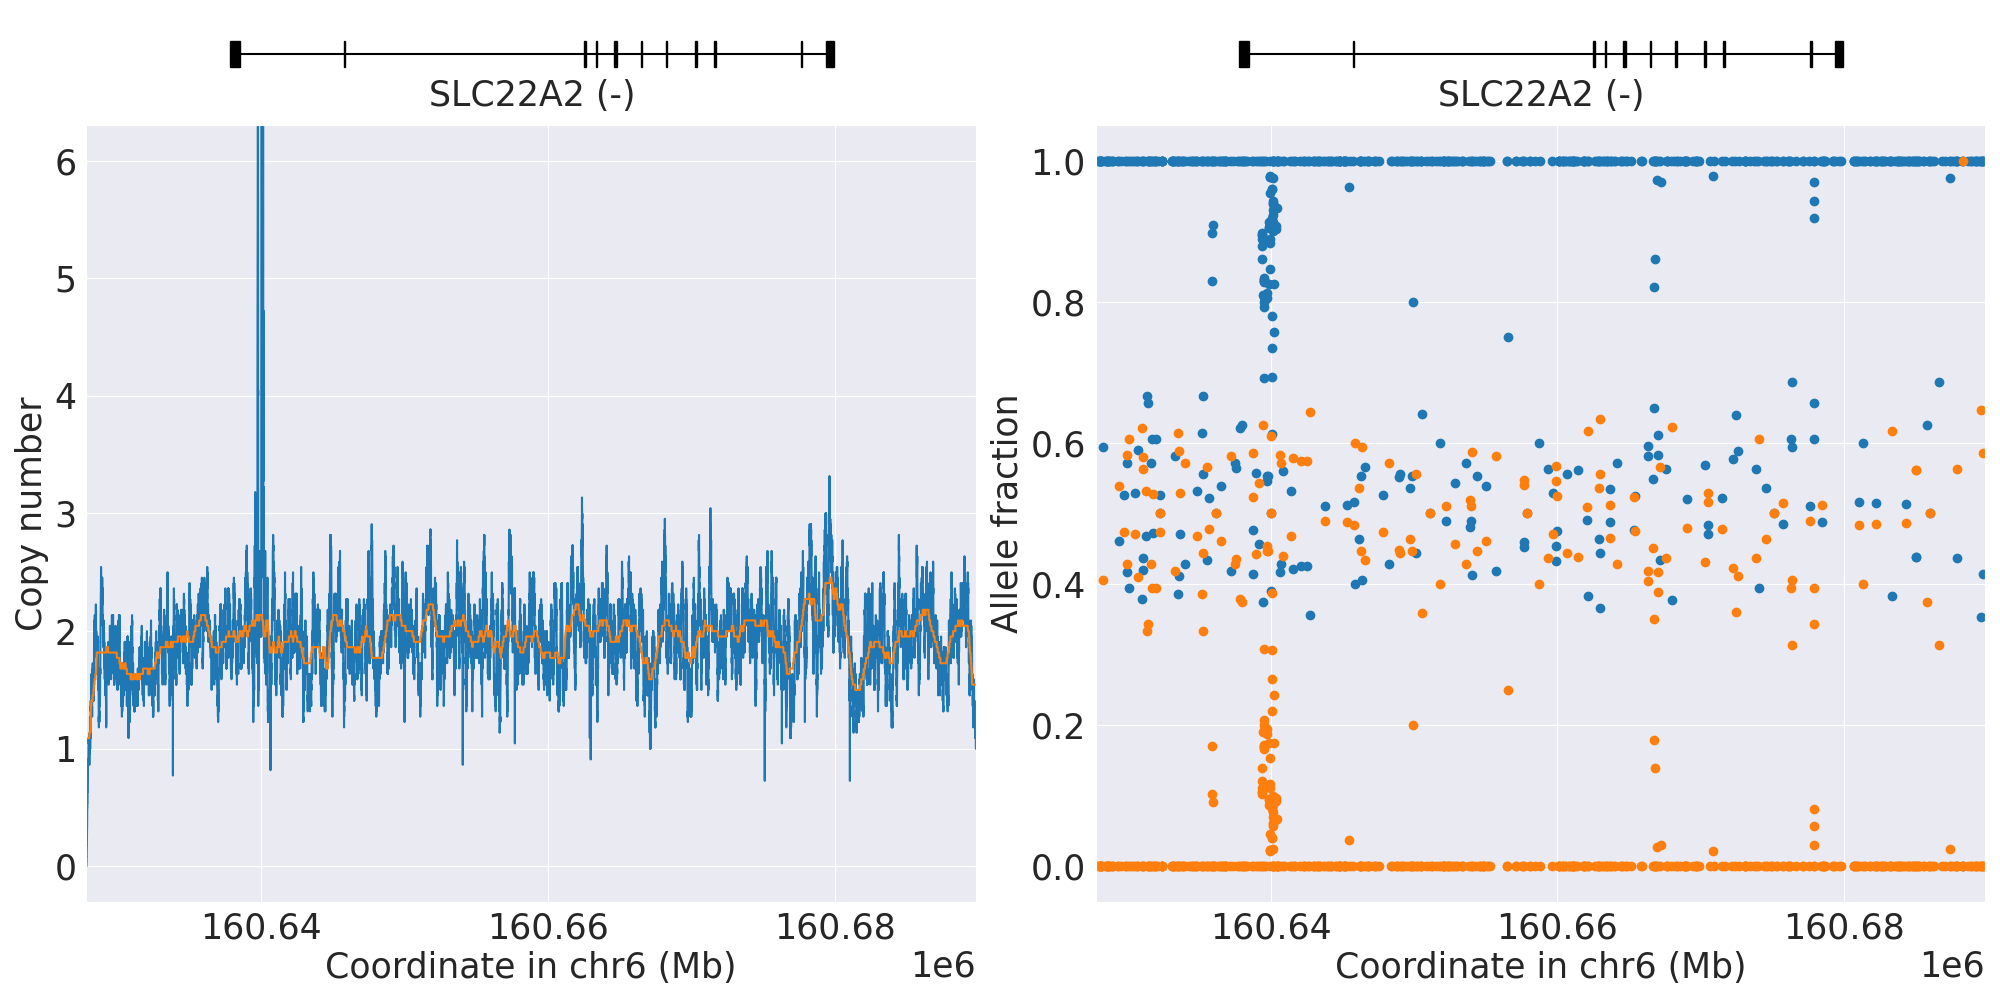 SLC22A2 (-)
6
5
4
3
2
1
0
Copy number
160.64
160.66
160.68
Coordinate in chr6 (Mb)
1e6
SLC22A2 (-)
1.0
0.8
0.6
0.4
0.2
0.0
Allele fraction
160.64
160.66
160.68
Coordinate in chr6 (Mb)
1e6